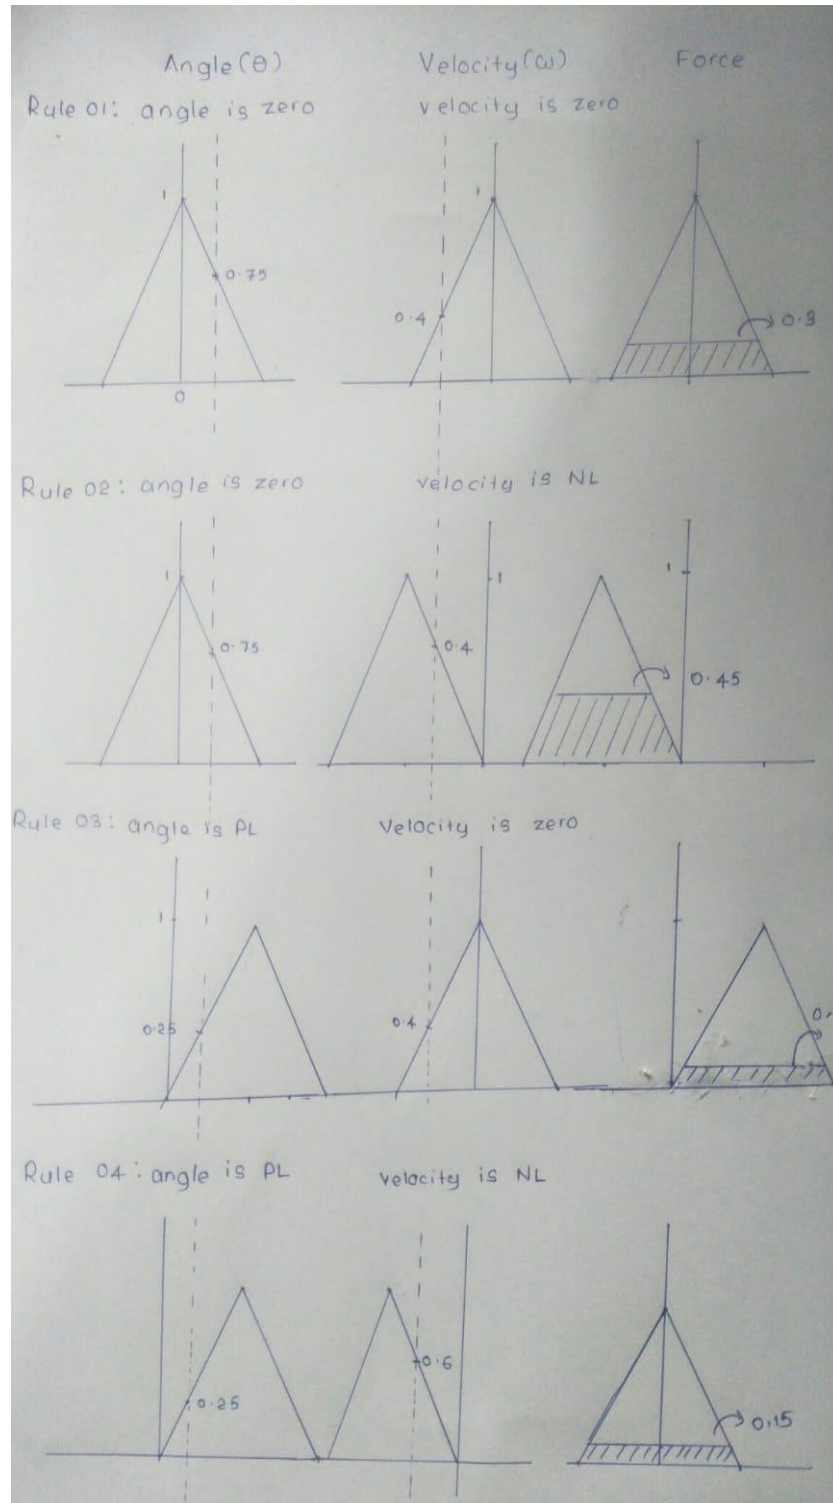 Angle(θ) Velocity(ω) Force
Rule 01: angle is zero velocity is zero
1 1
0.75
0.4 0.3
0
Rule 02: angle is zero velocity is NL
1 1 1
0.75 0.4
0.45
Rule 03: angle is PL Velocity is zero
1
0.25 0.4 0.
Rule 04: angle is PL velocity is NL
0.6
0.25
0.15